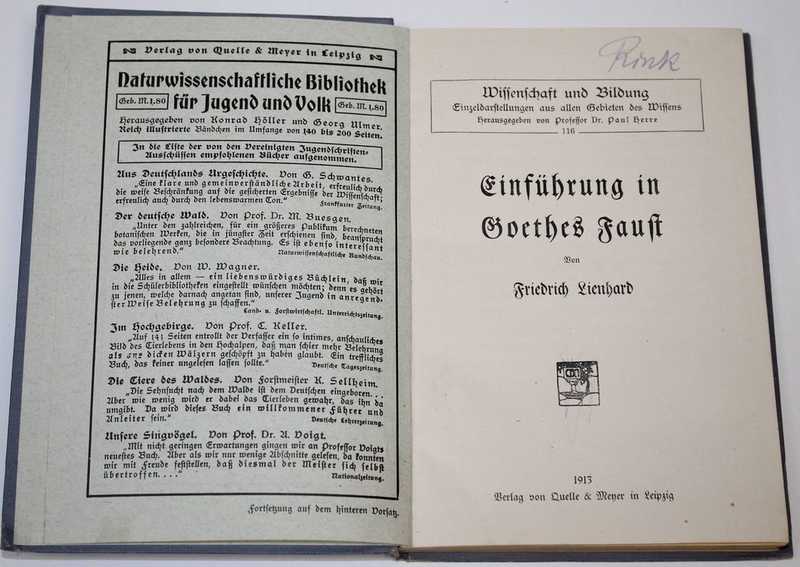 Verlag von Quelle & Meyer in Leipzig
Naturwissenschaftliche Bibliothek
Geb. M. 1.80 für Jugend und Volk Geb. M. 1.80
Herausgegeben von Konrad Höller und Georg Ulmer.
Reich illustrierte Bändchen im Umfange von 140 bis 200 Seiten.
In die Liste der von den Vereinigten Jugendschriften-
Ausschüssen empfohlenen Bücher aufgenommen.
Aus Deutschlands Urgeschichte. Von G. Schwantes.
„Eine klare und gemeinverständliche Arbeit, erfreulich durch
die weise Beschränkung auf die gesicherten Ergebnisse der Wissenschaft;
erfreulich auch durch den lebenswarmen Ton.“ Frankfurter Zeitung.
Der deutsche Wald. Von Prof. Dr. M. Buesgen.
„Unter den zahlreichen, für ein größeres Publikum berechneten
botanischen Werken, die in jüngster Zeit erschienen sind, beansprucht
das vorliegende ganz besondere Beachtung. Es ist ebenso interessant
wie belehrend.“ Naturwissenschaftliche Rundschau.
Die Heide. Von W. Wagner.
„Alles in allem — ein liebenswürdiges Büchlein, daß wir
in die Schülerbibliotheken eingestellt wünschen möchten; denn es gehört
zu jenen, welche darnach angetan sind, unserer Jugend in anregend-
ster Weise Belehrung zu schaffen.“
Land- u. Forstwirtschaftl. Unterrichtszeitung.
Im Hochgebirge. Von Prof. C. Keller.
„Auf 141 Seiten entrollt der Verfasser ein so intimes, anschauliches
Bild des Tierlebens in den Hochalpen, daß man schier mehr Belehrung
als aus dicken Wälzern geschöpft zu haben glaubt. Ein treffliches
Buch, das keiner ungelesen lassen sollte.“ Deutsche Tageszeitung.
Die Tiere des Waldes. Von Forstmeister K. Sellheim.
„Die Sehnsucht nach dem Walde ist dem Deutschen eingeboren. . .
Aber wie wenig wird er dabei das Tierleben gewahr, das ihn da
umgibt. Da wird dieses Buch ein willkommener Führer und
Anleiter sein.“ Deutsche Lehrerzeitung.
Unsere Singvögel. Von Prof. Dr. A. Voigt.
„Mit nicht geringen Erwartungen gingen wir an Professor Voigts
neuestes Buch. Aber als wir nur wenige Abschnitte gelesen, da konnten
wir mit Freude feststellen, daß diesmal der Meister sich selbst
übertroffen. . . .“ Nationalzeitung.
Fortsetzung auf dem hinteren Vorsatz.
Rink
Wissenschaft und Bildung
Einzeldarstellungen aus allen Gebieten des Wissens
Herausgegeben von Professor Dr. Paul Herre
116
Einführung in
Goethes Faust
Von
Friedrich Lienhard
1913
Verlag von Quelle & Meyer in Leipzig